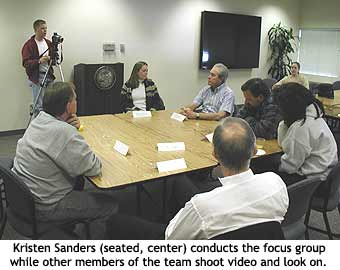 Kristen Sanders (seated, center) conducts the focus group
while other members of the team shoot video and look on.